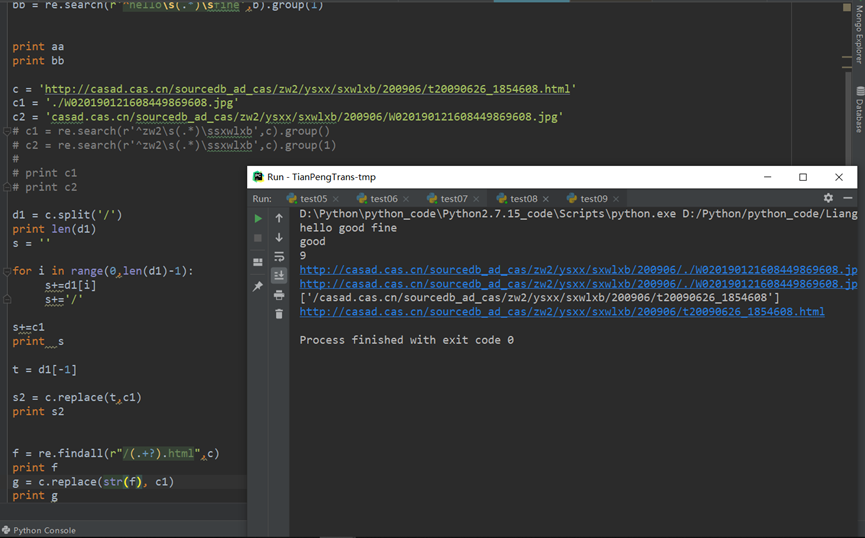 bb = re.search(r'^hello\s(.*)\sfine',b).group(1)
print aa
print bb
c = 'http://casad.cas.cn/sourcedb_ad_cas/zw2/ysxx/sxwlxb/200906/t20090626_1854608.html'
c1 = './W020190121608449869608.jpg'
c2 = 'casad.cas.cn/sourcedb_ad_cas/zw2/ysxx/sxwlxb/200906/W020190121608449869608.jpg'
# c1 = re.search(r'^zw2\s(.*)\ssxwlxb',c).group()
# c2 = re.search(r'^zw2\s(.*)\ssxwlxb',c).group(1)
#
# print c1
# print c2
d1 = c.split('/')
print len(d1)
s = ''
for i in range(0,len(d1)-1):
s+=d1[i]
s+='/'
s+=c1
print s
t = d1[-1]
s2 = c.replace(t,c1)
print s2
f = re.findall(r"/(.+?).html",c)
print f
g = c.replace(str(f), c1)
print g
Python Console
Run - TianPengTrans-tmp
Run: test05 test06 test07 test08 test09
D:\Python\python_code\Python2.7.15_code\Scripts\python.exe D:/Python/python_code/Liang
hello good fine
good
9
http://casad.cas.cn/sourcedb_ad_cas/zw2/ysxx/sxwlxb/200906/./W020190121608449869608.jp
http://casad.cas.cn/sourcedb_ad_cas/zw2/ysxx/sxwlxb/200906/./W020190121608449869608.jp
['/casad.cas.cn/sourcedb_ad_cas/zw2/ysxx/sxwlxb/200906/t20090626_1854608']
http://casad.cas.cn/sourcedb_ad_cas/zw2/ysxx/sxwlxb/200906/t20090626_1854608.html
Process finished with exit code 0
Mongo Explorer
Database